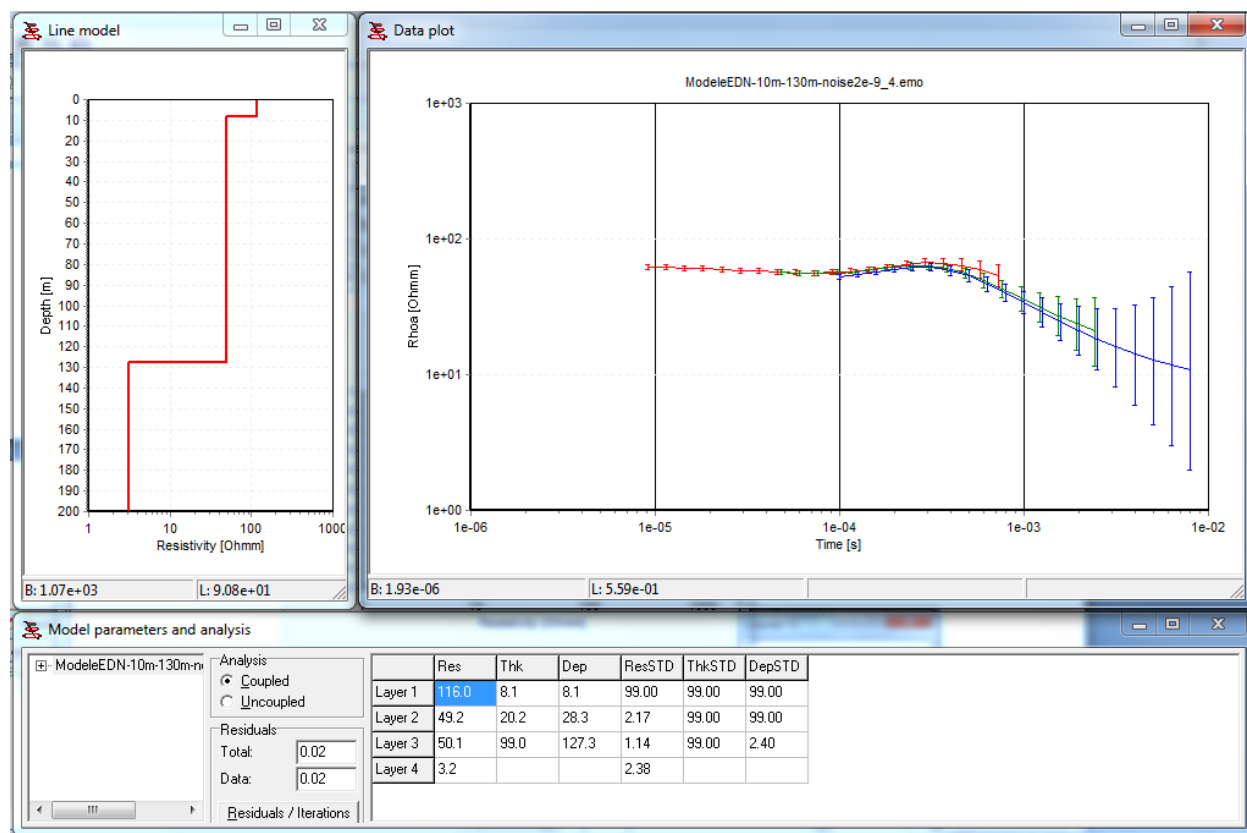 Line model
0
10
20
30
40
50
60
70
80
90
100
110
120
130
140
150
160
170
180
190
200
Depth [m]
1 10 100 1000
Resistivity [Ohmm]
B: 1.07e+03 L: 9.08e+01
Data plot
ModeleEDN-10m-130m-noise2e-9_4.emo
1e+03
1e+02
1e+01
1e+00
Rhoa [Ohmm]
1e-06 1e-05 1e-04 1e-03 1e-02
Time [s]
B: 1.93e-06 L: 5.59e-01
Model parameters and analysis
ModeleEDN-10m-130m-n
Analysis
Coupled
Uncoupled
Residuals
Total: 0.02
Data: 0.02
Residuals / Iterations
Res Thk Dep ResSTD ThkSTD DepSTD
Layer 1 116.0 8.1 8.1 99.00 99.00 99.00
Layer 2 49.2 20.2 28.3 2.17 99.00 99.00
Layer 3 50.1 99.0 127.3 1.14 99.00 2.40
Layer 4 3.2 2.38